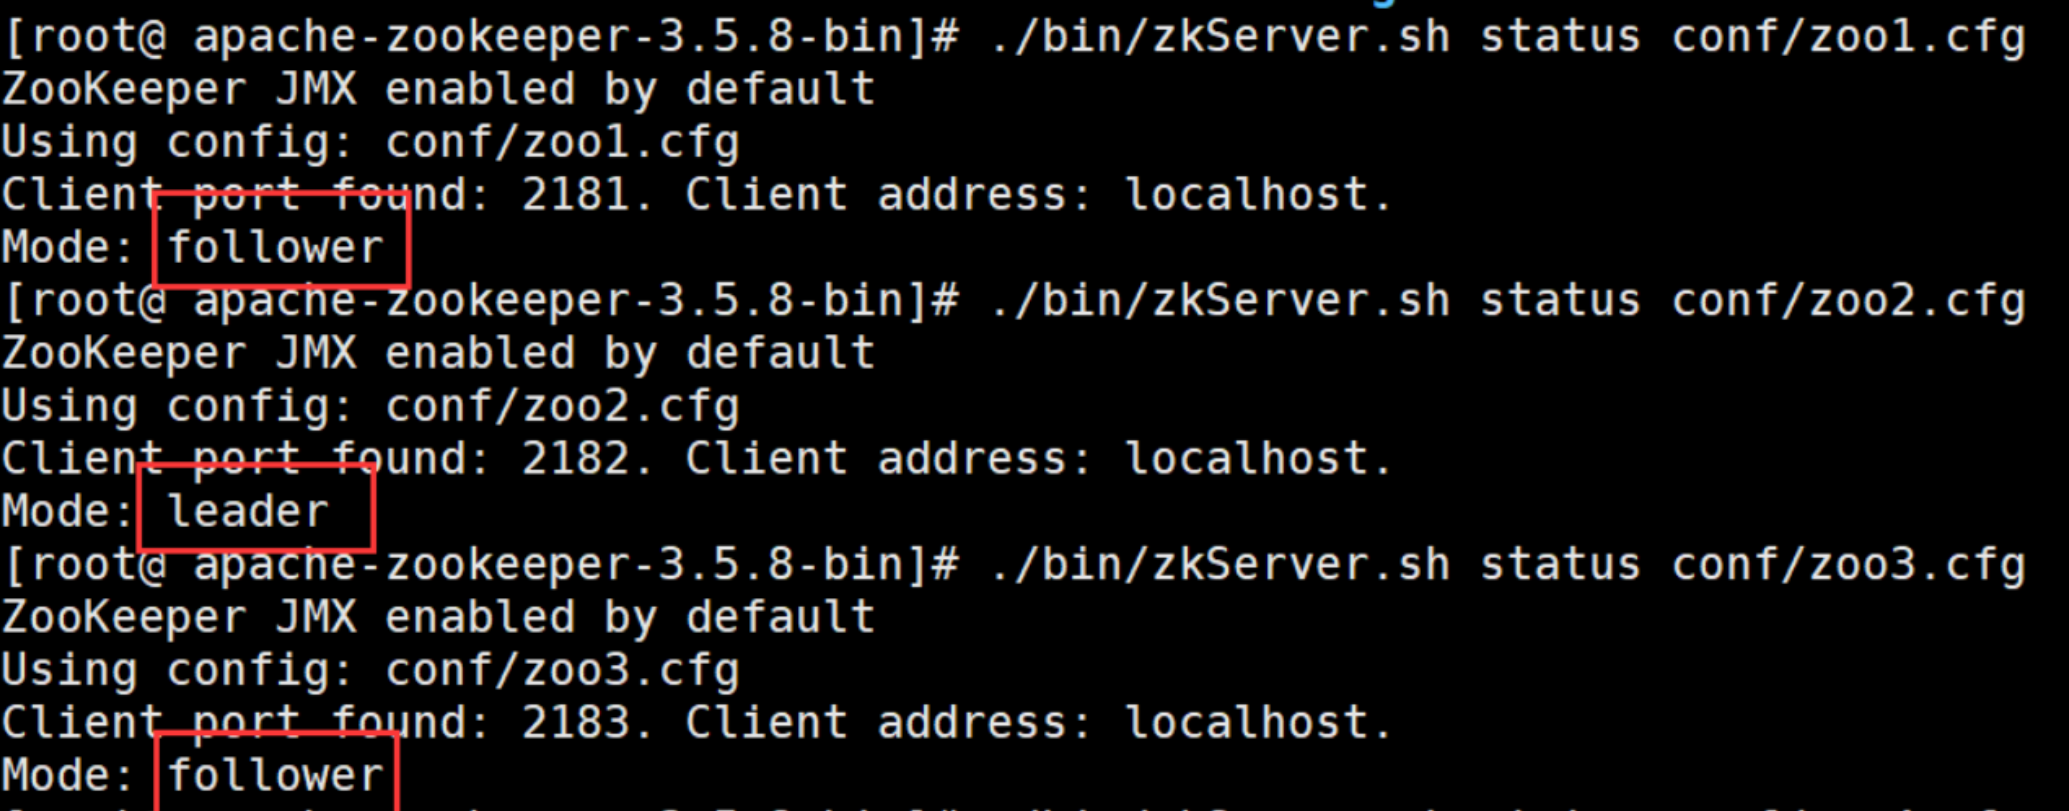 [root@ apache-zookeeper-3.5.8-bin]# ./bin/zkServer.sh status conf/zoo1.cfg
ZooKeeper JMX enabled by default
Using config: conf/zoo1.cfg
Client port found: 2181. Client address: localhost.
Mode: follower
[root@ apache-zookeeper-3.5.8-bin]# ./bin/zkServer.sh status conf/zoo2.cfg
ZooKeeper JMX enabled by default
Using config: conf/zoo2.cfg
Client port found: 2182. Client address: localhost.
Mode: leader
[root@ apache-zookeeper-3.5.8-bin]# ./bin/zkServer.sh status conf/zoo3.cfg
ZooKeeper JMX enabled by default
Using config: conf/zoo3.cfg
Client port found: 2183. Client address: localhost.
Mode: follower